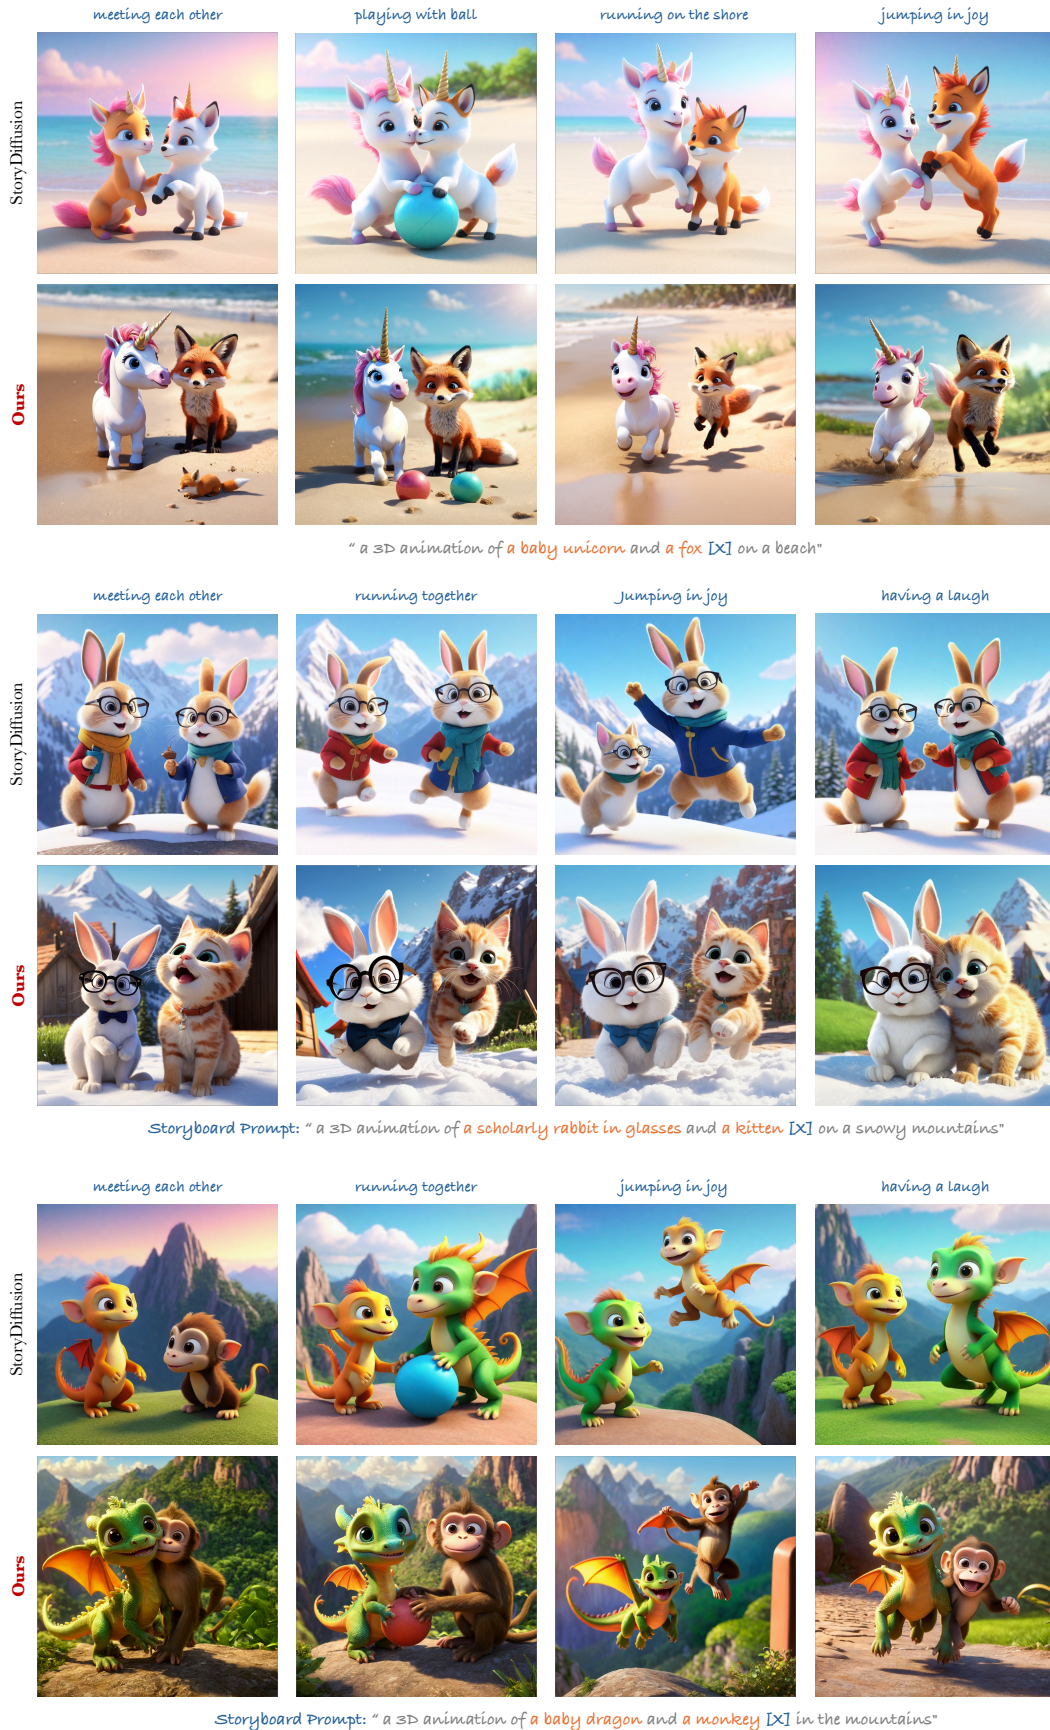 meeting each other
playing with ball
running on the shore
jumping in joy
StoryDiffusion
Ours
“ a 3D animation of a baby unicorn and a fox [X] on a beach"
meeting each other
running together
Jumping in joy
having a laugh
StoryDiffusion
Ours
Storyboard Prompt: “ a 3D animation of a scholarly rabbit in glasses and a kitten [X] on a snowy mountains"
meeting each other
running together
jumping in joy
having a laugh
StoryDiffusion
Ours
Storyboard Prompt: “ a 3D animation of a baby dragon and a monkey [X] in the mountains"